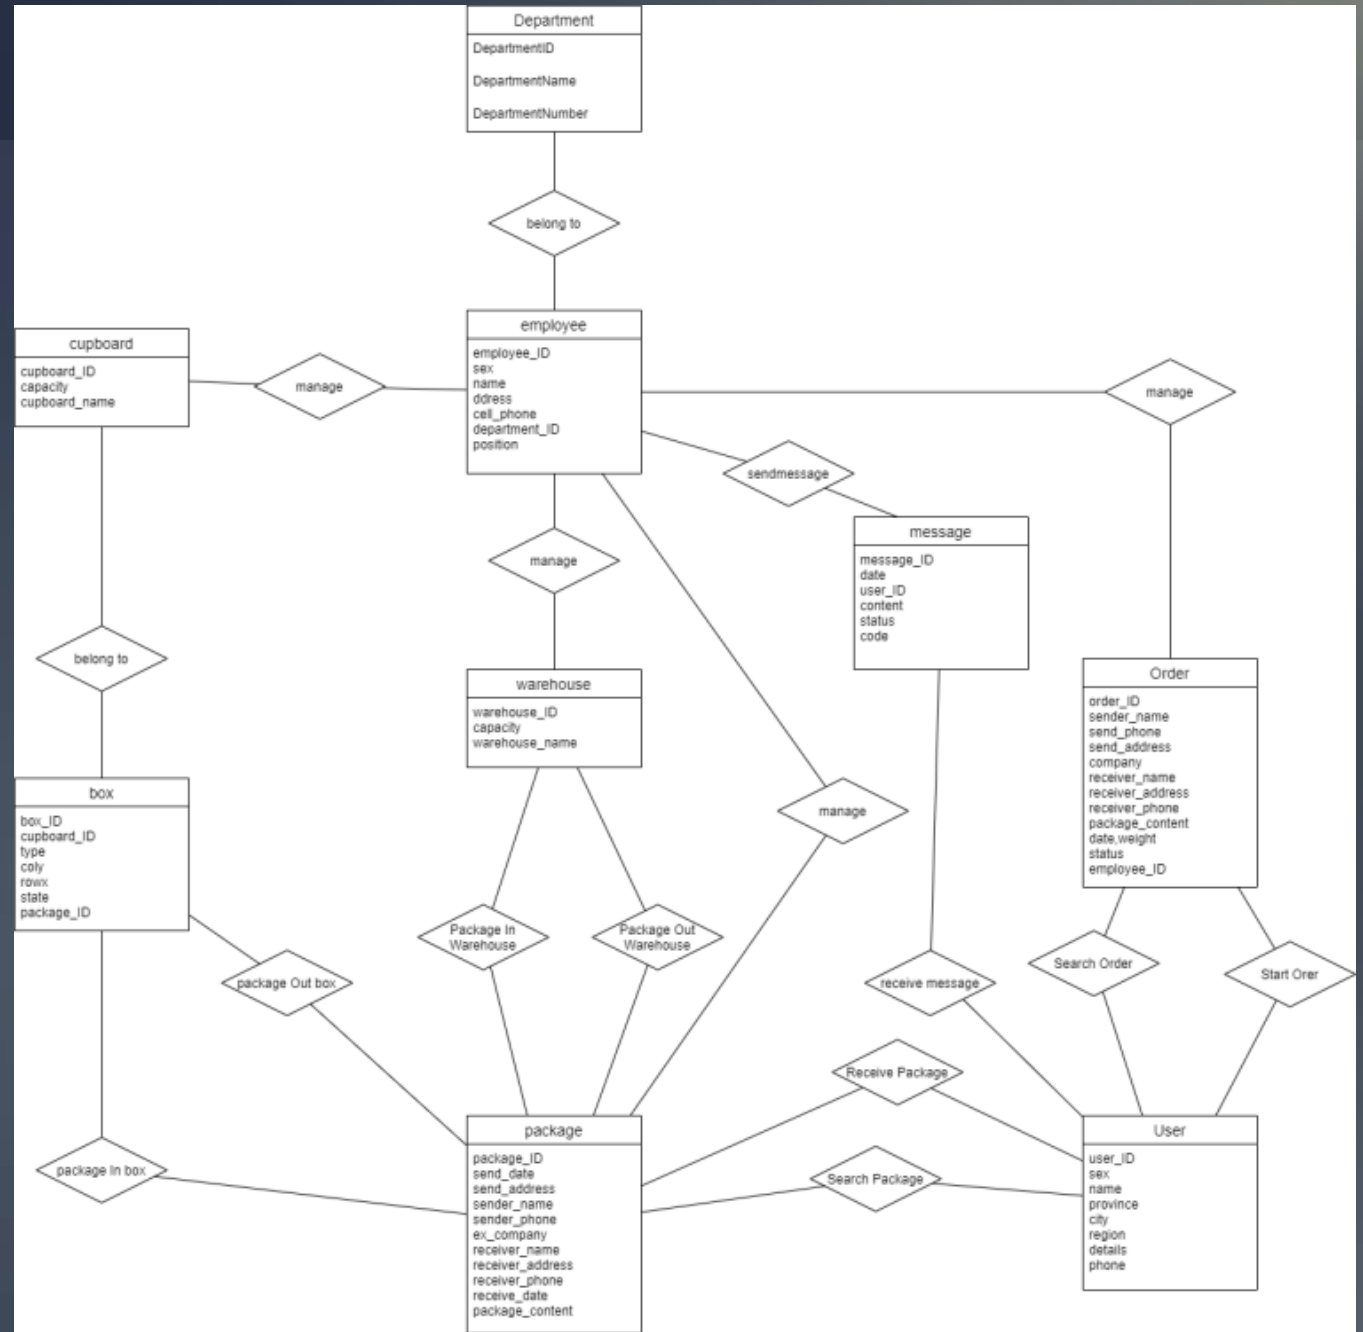 Department
DepartmentID
DepartmentName
DepartmentNumber
belong to
employee
employee_ID
sex
name
ddress
cell_phone
department_ID
position
cupboard
cupboard_ID
capacity
cupboard_name
manage
manage
sendmessage
message
message_ID
date
user_ID
content
status
code
manage
belong to
warehouse
warehouse_ID
capacity
warehouse_name
Order
order_ID
sender_name
send_phone
send_address
company
receiver_name
receiver_address
receiver_phone
package_content
date,weight
status
employee_ID
box
box_ID
cupboard_ID
type
coly
rowx
state
package_ID
manage
Package In
Warehouse
Package Out
Warehouse
package Out box
receive message
Search Order
Start Orer
Receive Package
package In box
Search Package
package
package_ID
send_date
send_address
sender_name
sender_phone
ex_company
receiver_name
receiver_address
receiver_phone
receive_date
package_content
User
user_ID
sex
name
province
city
region
details
phone